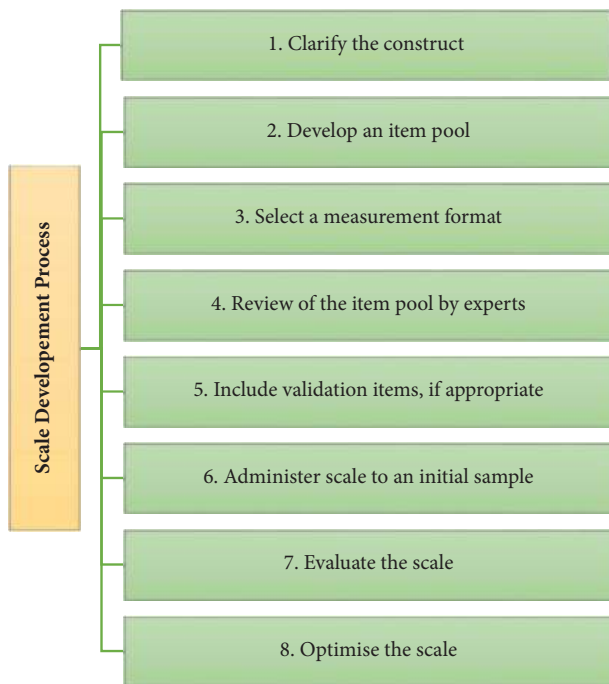 Scale Developement Process
1. Clarify the construct
2. Develop an item pool
3. Select a measurement format
4. Review of the item pool by experts
5. Include validation items, if appropriate
6. Administer scale to an initial sample
7. Evaluate the scale
8. Optimise the scale